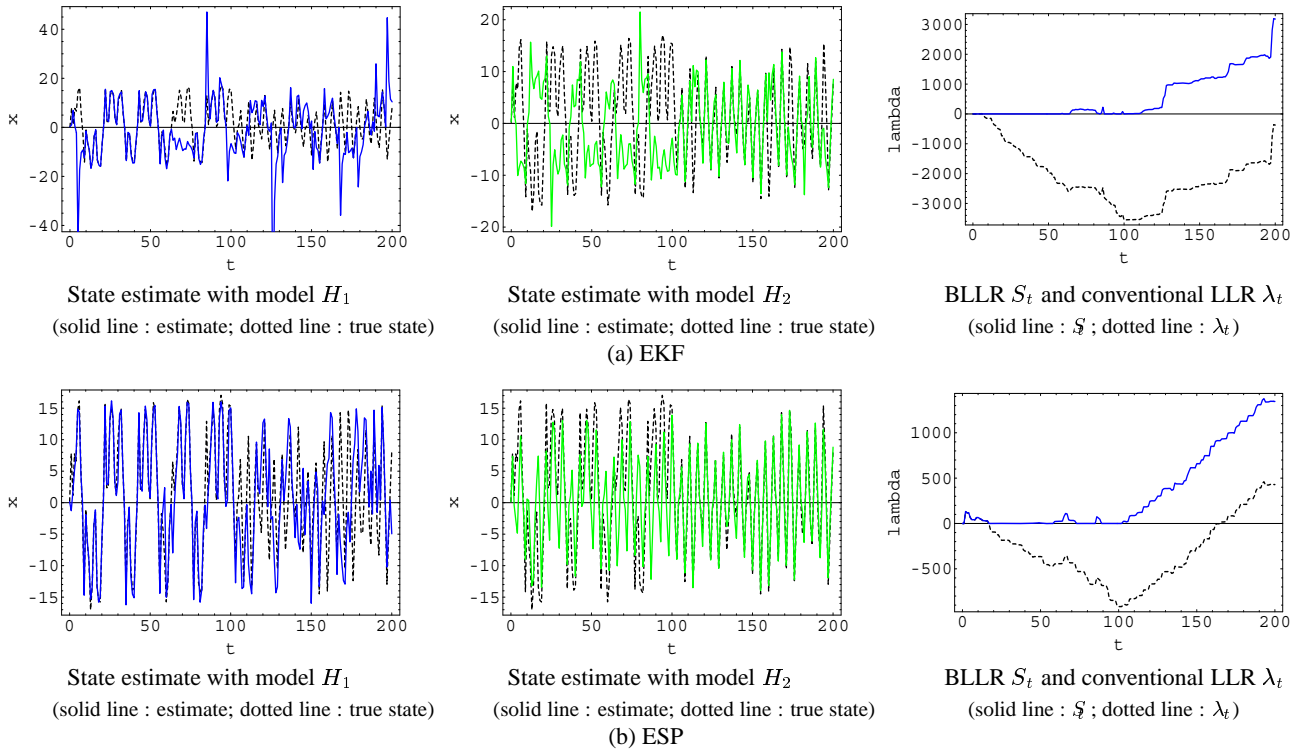 40
20
0
-20
-40
x
0 50 100 150 200
t
State estimate with model H1
(solid line : estimate; dotted line : true state)
20
10
0
-10
-20
x
0 50 100 150 200
t
State estimate with model H2
(solid line : estimate; dotted line : true state)
3000
2000
1000
0
-1000
-2000
-3000
lambda
0 50 100 150 200
t
BLLR St and conventional LLR λt
(solid line : St ; dotted line : λt )
(a) EKF
15
10
5
0
-5
-10
-15
x
0 50 100 150 200
t
State estimate with model H1
(solid line : estimate; dotted line : true state)
15
10
5
0
-5
-10
-15
x
0 50 100 150 200
t
State estimate with model H2
(solid line : estimate; dotted line : true state)
1000
500
0
-500
lambda
0 50 100 150 200
t
BLLR St and conventional LLR λt
(solid line : St ; dotted line : λt )
(b) ESP